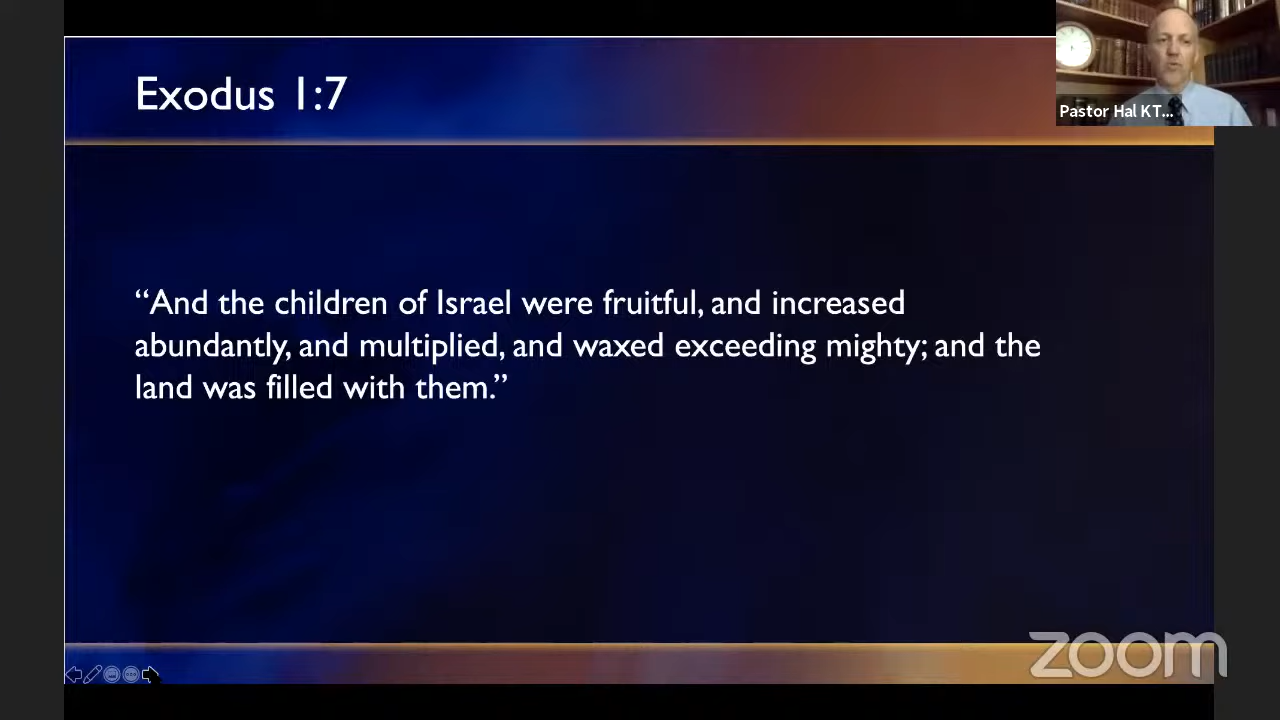 Exodus 1:7
Pastor Hal KT...
“And the children of Israel were fruitful, and increased
abundantly, and multiplied, and waxed exceeding mighty; and the
land was filled with them.”
zoom